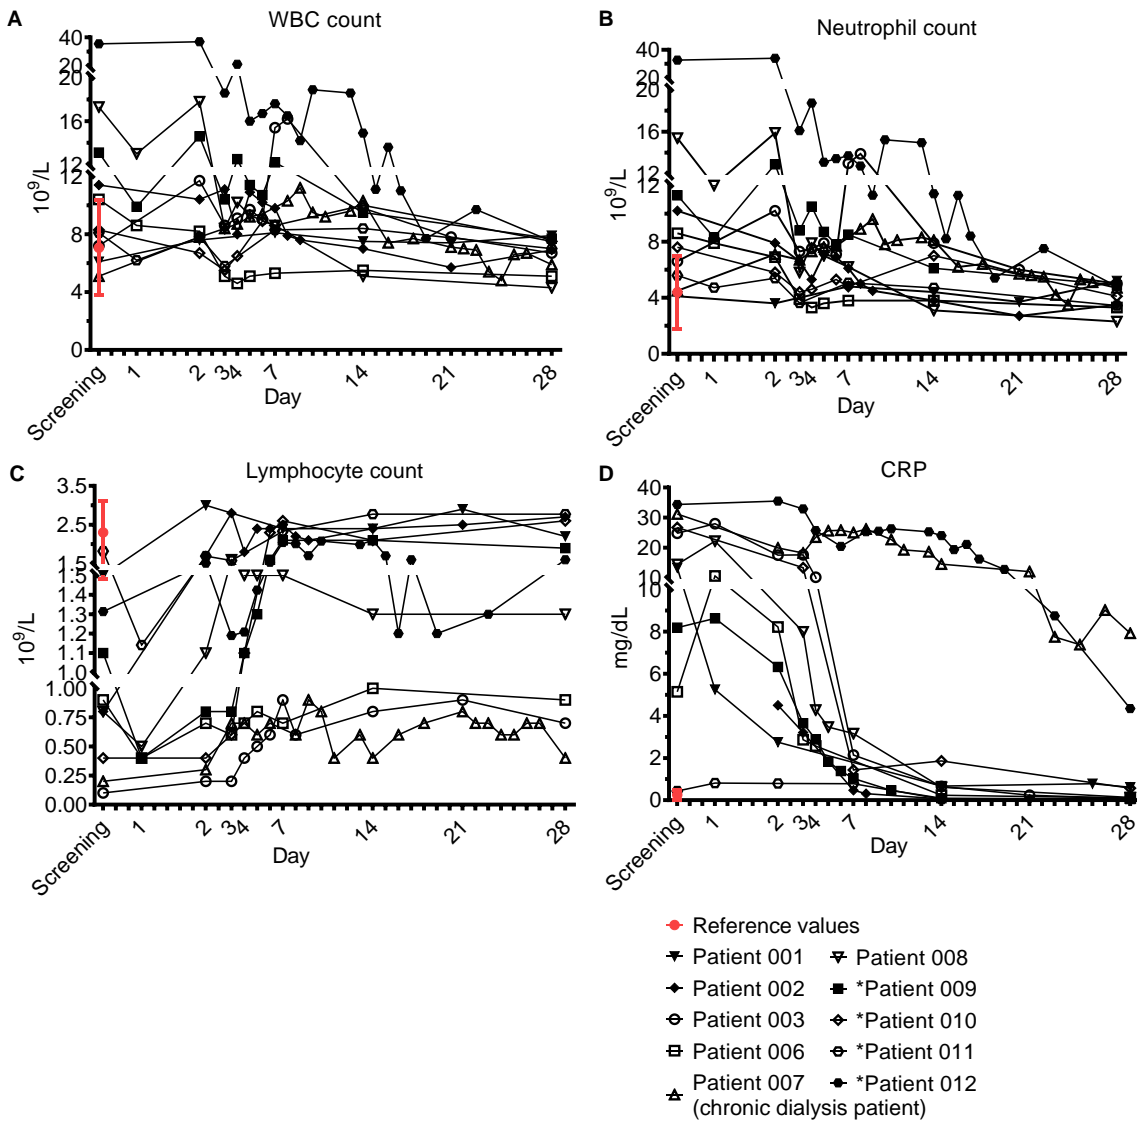 A
WBC count
40
20
20
16
12
12
8
4
0
10⁹/L
Screening 1 2 3 4 7 14 21 28
Day
B
Neutrophil count
40
20
20
16
12
12
8
4
0
10⁹/L
Screening 1 2 3 4 7 14 21 28
Day
C
Lymphocyte count
3.5
2.5
1.5
1.5
1.4
1.3
1.2
1.1
1.0
1.00
0.75
0.50
0.25
0.00
10⁹/L
Screening 1 2 3 4 7 14 21 28
Day
D
CRP
40
30
20
10
10
8
6
4
2
0
mg/dL
Screening 1 2 3 4 7 14 21 28
Day
Reference values
Patient 001
Patient 002
Patient 003
Patient 006
Patient 007
(chronic dialysis patient)
Patient 008
*Patient 009
*Patient 010
*Patient 011
*Patient 012